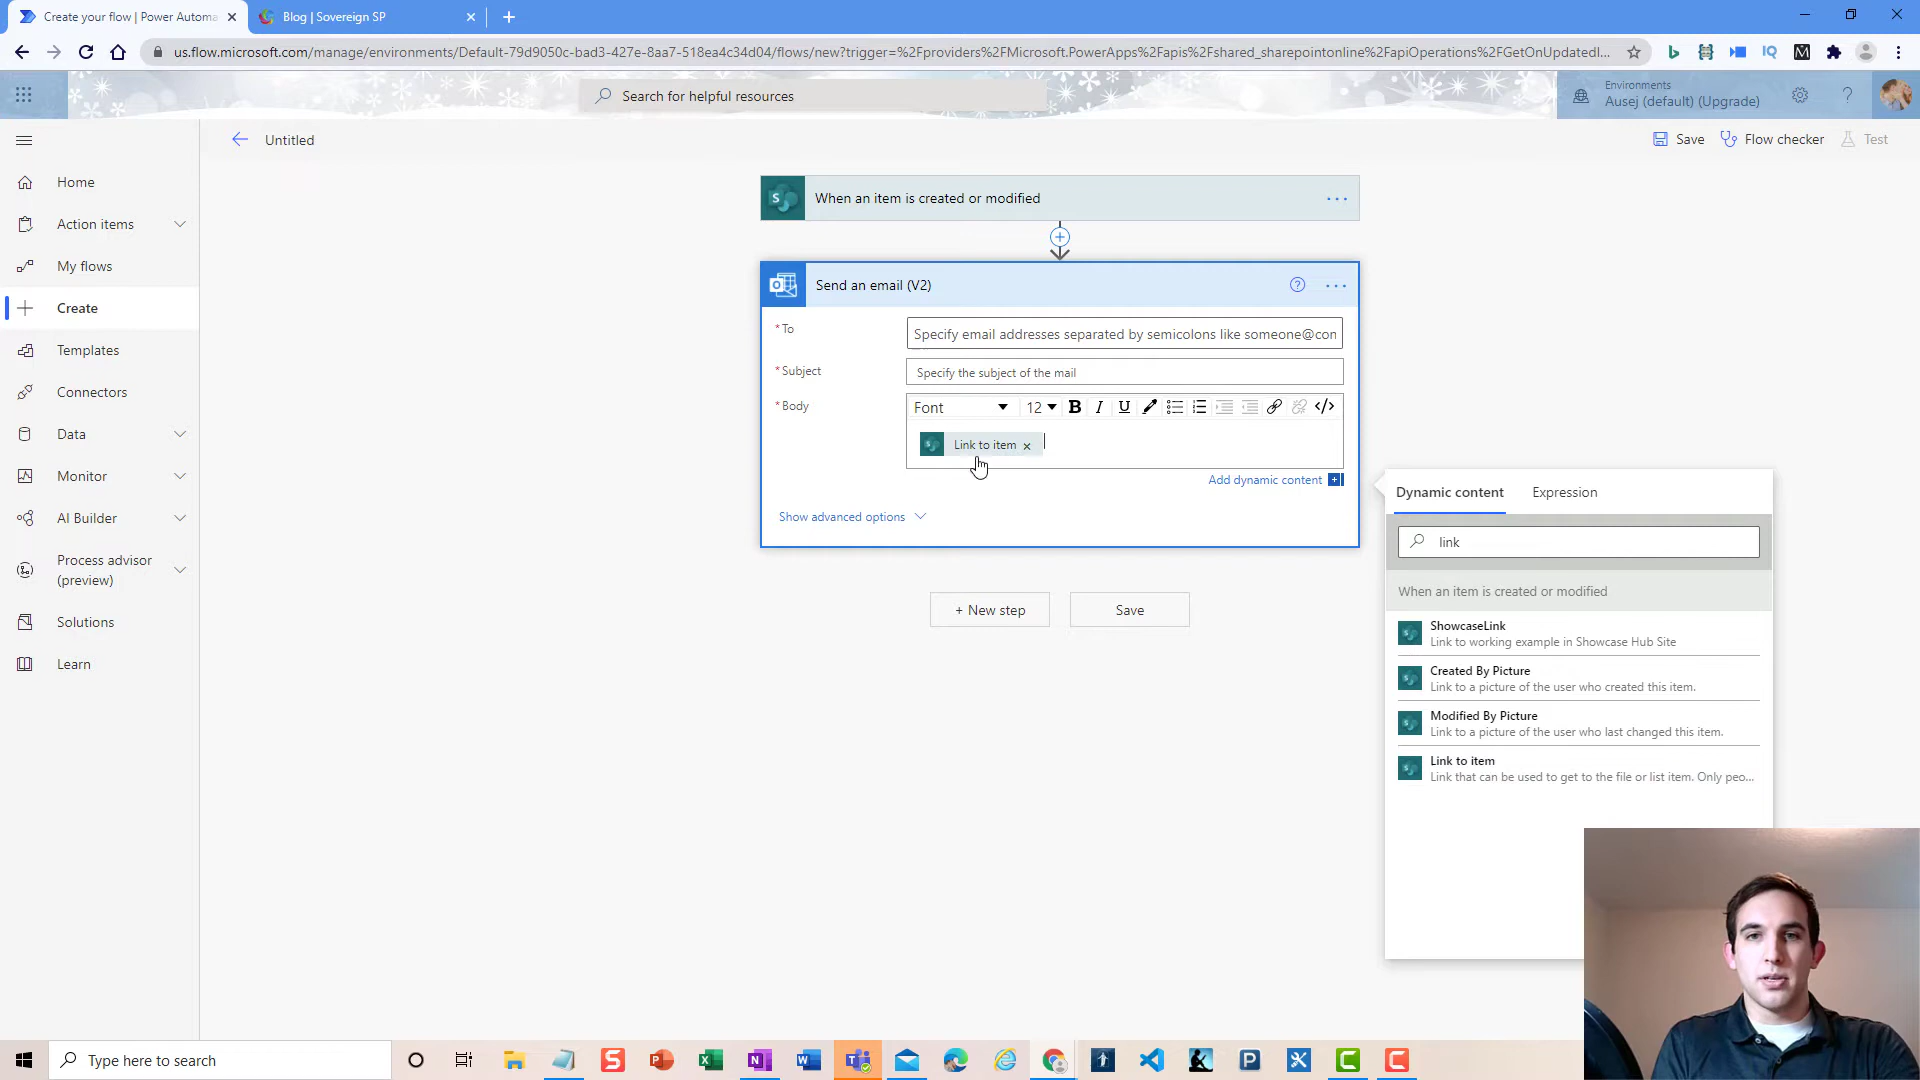 Create your flow | Power Automa
Blog | Sovereign SP
us.flow.microsoft.com/manage/environments/Default-79d9050c-bad3-427e-8aa7-518ea4c34d04/flows/new?trigger=%2Fproviders%2FMicrosoft.PowerApps%2Fapis%2Fshared_sharepointonline%2FapiOperations%2FGetOnUpdatedI...
Search for helpful resources
Environments
Ausej (default) (Upgrade)
Untitled
Save
Flow checker
Test
Home
Action items
My flows
Create
Templates
Connectors
Data
Monitor
AI Builder
Process advisor
(preview)
Solutions
Learn
When an item is created or modified
Send an email (V2)
* To
Specify email addresses separated by semicolons like someone@con
* Subject
Specify the subject of the mail
* Body
Font
12
Link to item
Add dynamic content
Show advanced options
+ New step
Save
Dynamic content
Expression
link
When an item is created or modified
ShowcaseLink
Link to working example in Showcase Hub Site
Created By Picture
Link to a picture of the user who created this item.
Modified By Picture
Link to a picture of the user who last changed this item.
Link to item
Link that can be used to get to the file or list item. Only peo...
Type here to search